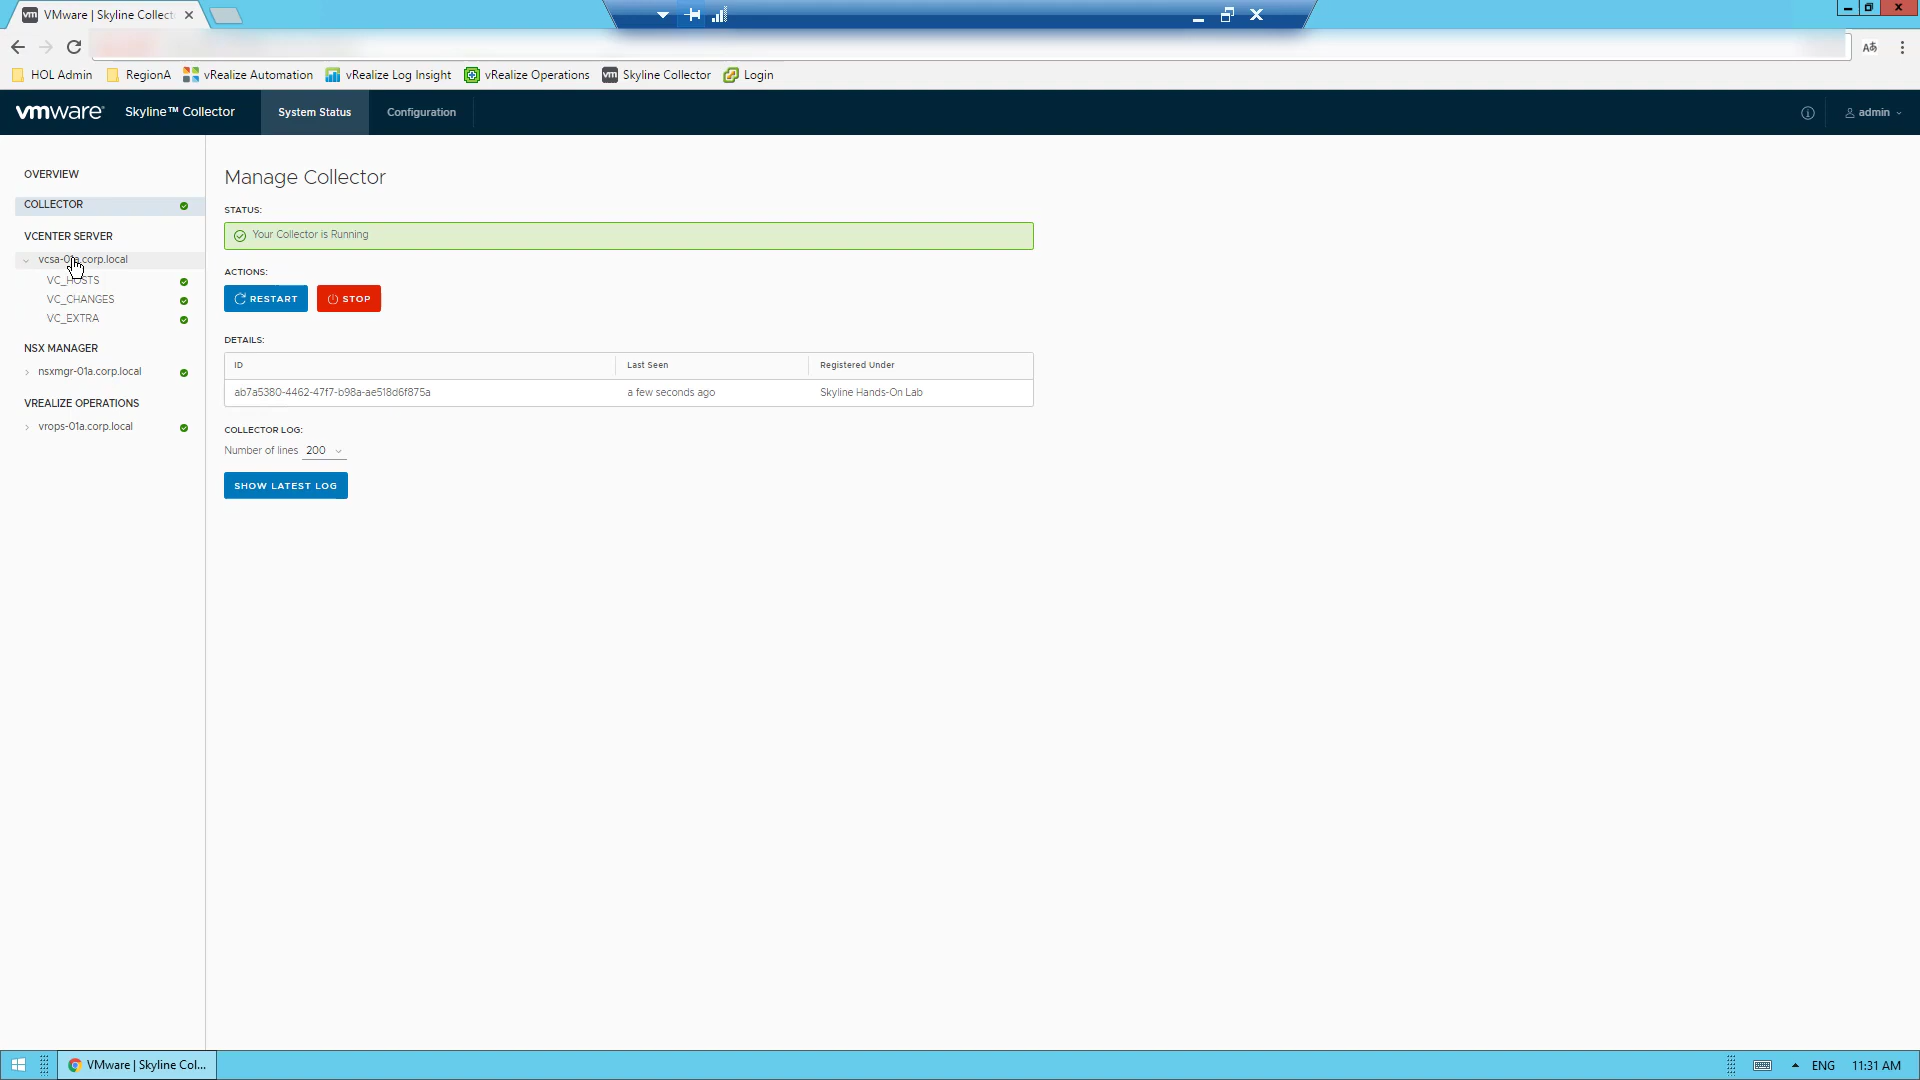 VMware | Skyline Collect
HOL Admin RegionA vRealize Automation vRealize Log Insight vRealize Operations vm Skyline Collector Login
vmware Skyline™ Collector System Status Configuration admin
OVERVIEW
COLLECTOR
VCENTER SERVER
vcsa-01a.corp.local
VC_HOSTS
VC_CHANGES
VC_EXTRA
NSX MANAGER
nsxmgr-01a.corp.local
VREALIZE OPERATIONS
vrops-01a.corp.local
Manage Collector
STATUS:
Your Collector is Running
ACTIONS:
RESTART STOP
DETAILS:
ID Last Seen Registered Under
ab7a5380-4462-47f7-b98a-ae518d6f875a a few seconds ago Skyline Hands-On Lab
COLLECTOR LOG:
Number of lines 200
SHOW LATEST LOG
VMware | Skyline Col... ENG 11:31 AM